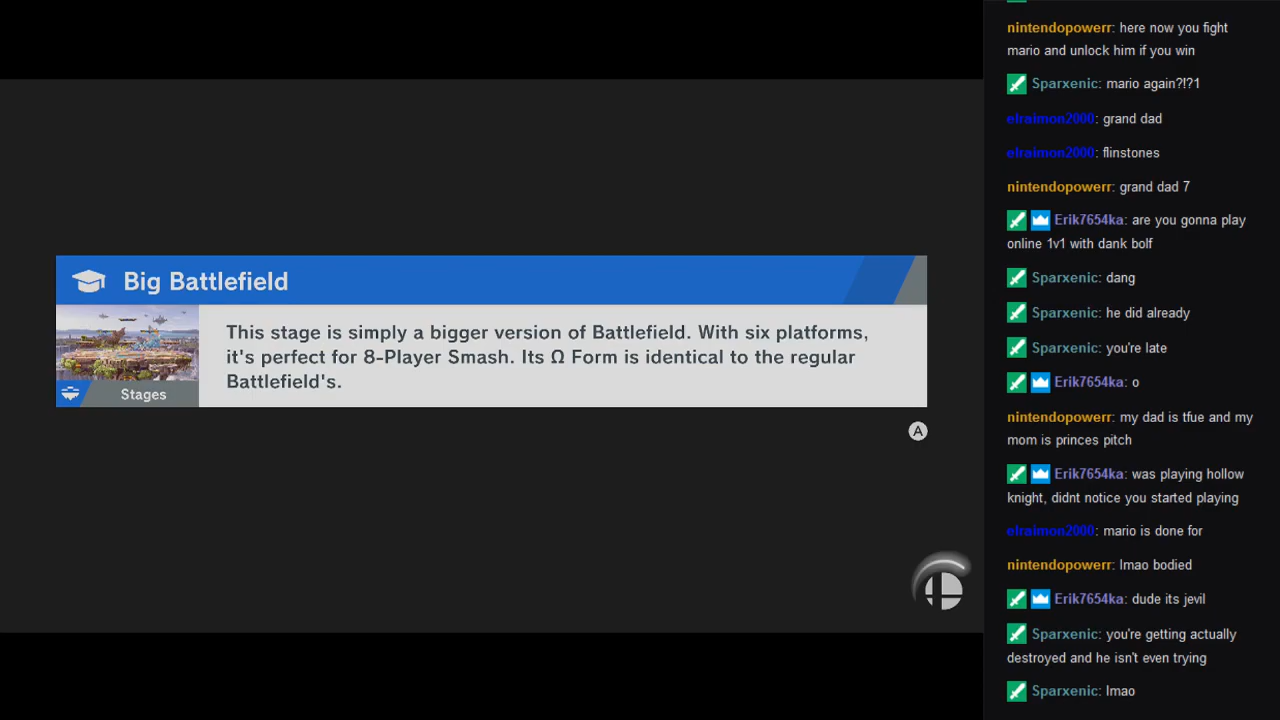 Big Battlefield
This stage is simply a bigger version of Battlefield. With six platforms,
it's perfect for 8-Player Smash. Its Ω Form is identical to the regular
Battlefield's.
Stages
A
nintendopowerr: here now you fight
mario and unlock him if you win
Sparxenic: mario again?!?1
elraimon2000: grand dad
elraimon2000: flinstones
nintendopowerr: grand dad 7
Erik7654ka: are you gonna play
online 1v1 with dank bolf
Sparxenic: dang
Sparxenic: he did already
Sparxenic: you're late
Erik7654ka: o
nintendopowerr: my dad is tfue and my
mom is princes pitch
Erik7654ka: was playing hollow
knight, didnt notice you started playing
elraimon2000: mario is done for
nintendopowerr: lmao bodied
Erik7654ka: dude its jevil
Sparxenic: you're getting actually
destroyed and he isn't even trying
Sparxenic: lmao